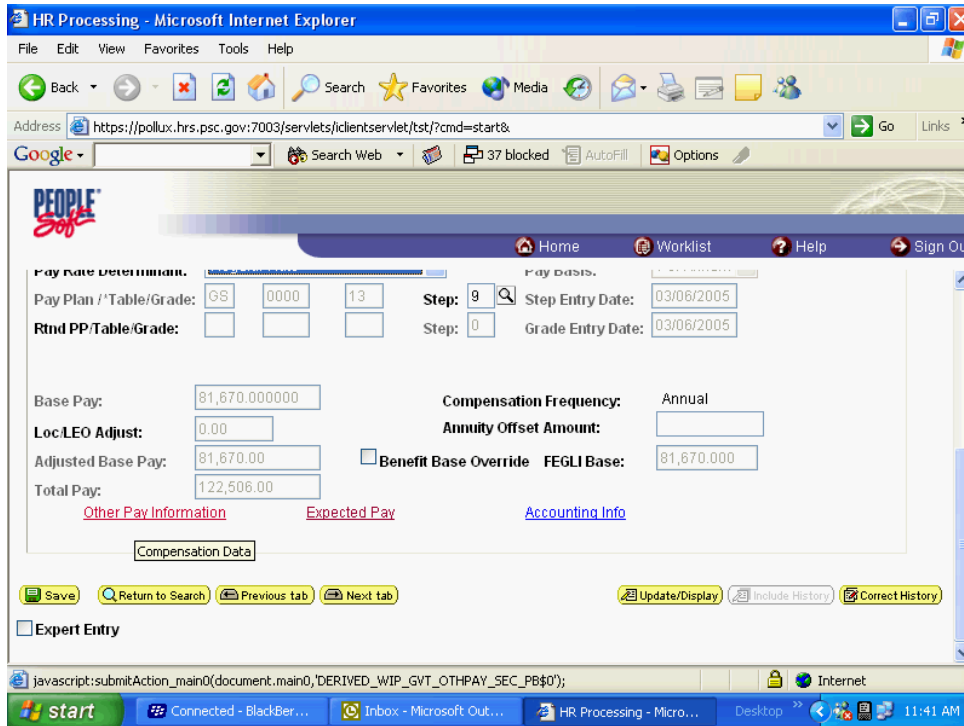 HR Processing - Microsoft Internet Explorer
File Edit View Favorites Tools Help
Back Search Favorites Media
Address https://pollux.hrs.psc.gov:7003/servlets/iclientservlet/tst/?cmd=start& Go Links
Google Search Web 37 blocked AutoFill Options
PEOPLE Soft
Home Worklist Help Sign Ou
Pay Rate Determinant: Pay Basis:
Pay Plan /*Table/Grade: GS 0000 13 Step: 9 Step Entry Date: 03/06/2005
Rtnd PP/Table/Grade: Step: 0 Grade Entry Date: 03/06/2005
Base Pay: 81,670.000000 Compensation Frequency: Annual
Loc/LEO Adjust: 0.00 Annuity Offset Amount:
Adjusted Base Pay: 81,670.00 Benefit Base Override FEGLI Base: 81,670.000
Total Pay: 122,506.00
Other Pay Information Expected Pay Accounting Info
Compensation Data
Save Return to Search Previous tab Next tab Update/Display Include History Correct History
Expert Entry
javascript:submitAction_main0(document.main0,'DERIVED_WIP_GVT_OTHPAY_SEC_PB$0'); Internet
start Connected - BlackBer... Inbox - Microsoft Out... HR Processing - Micro... Desktop 11:41 AM